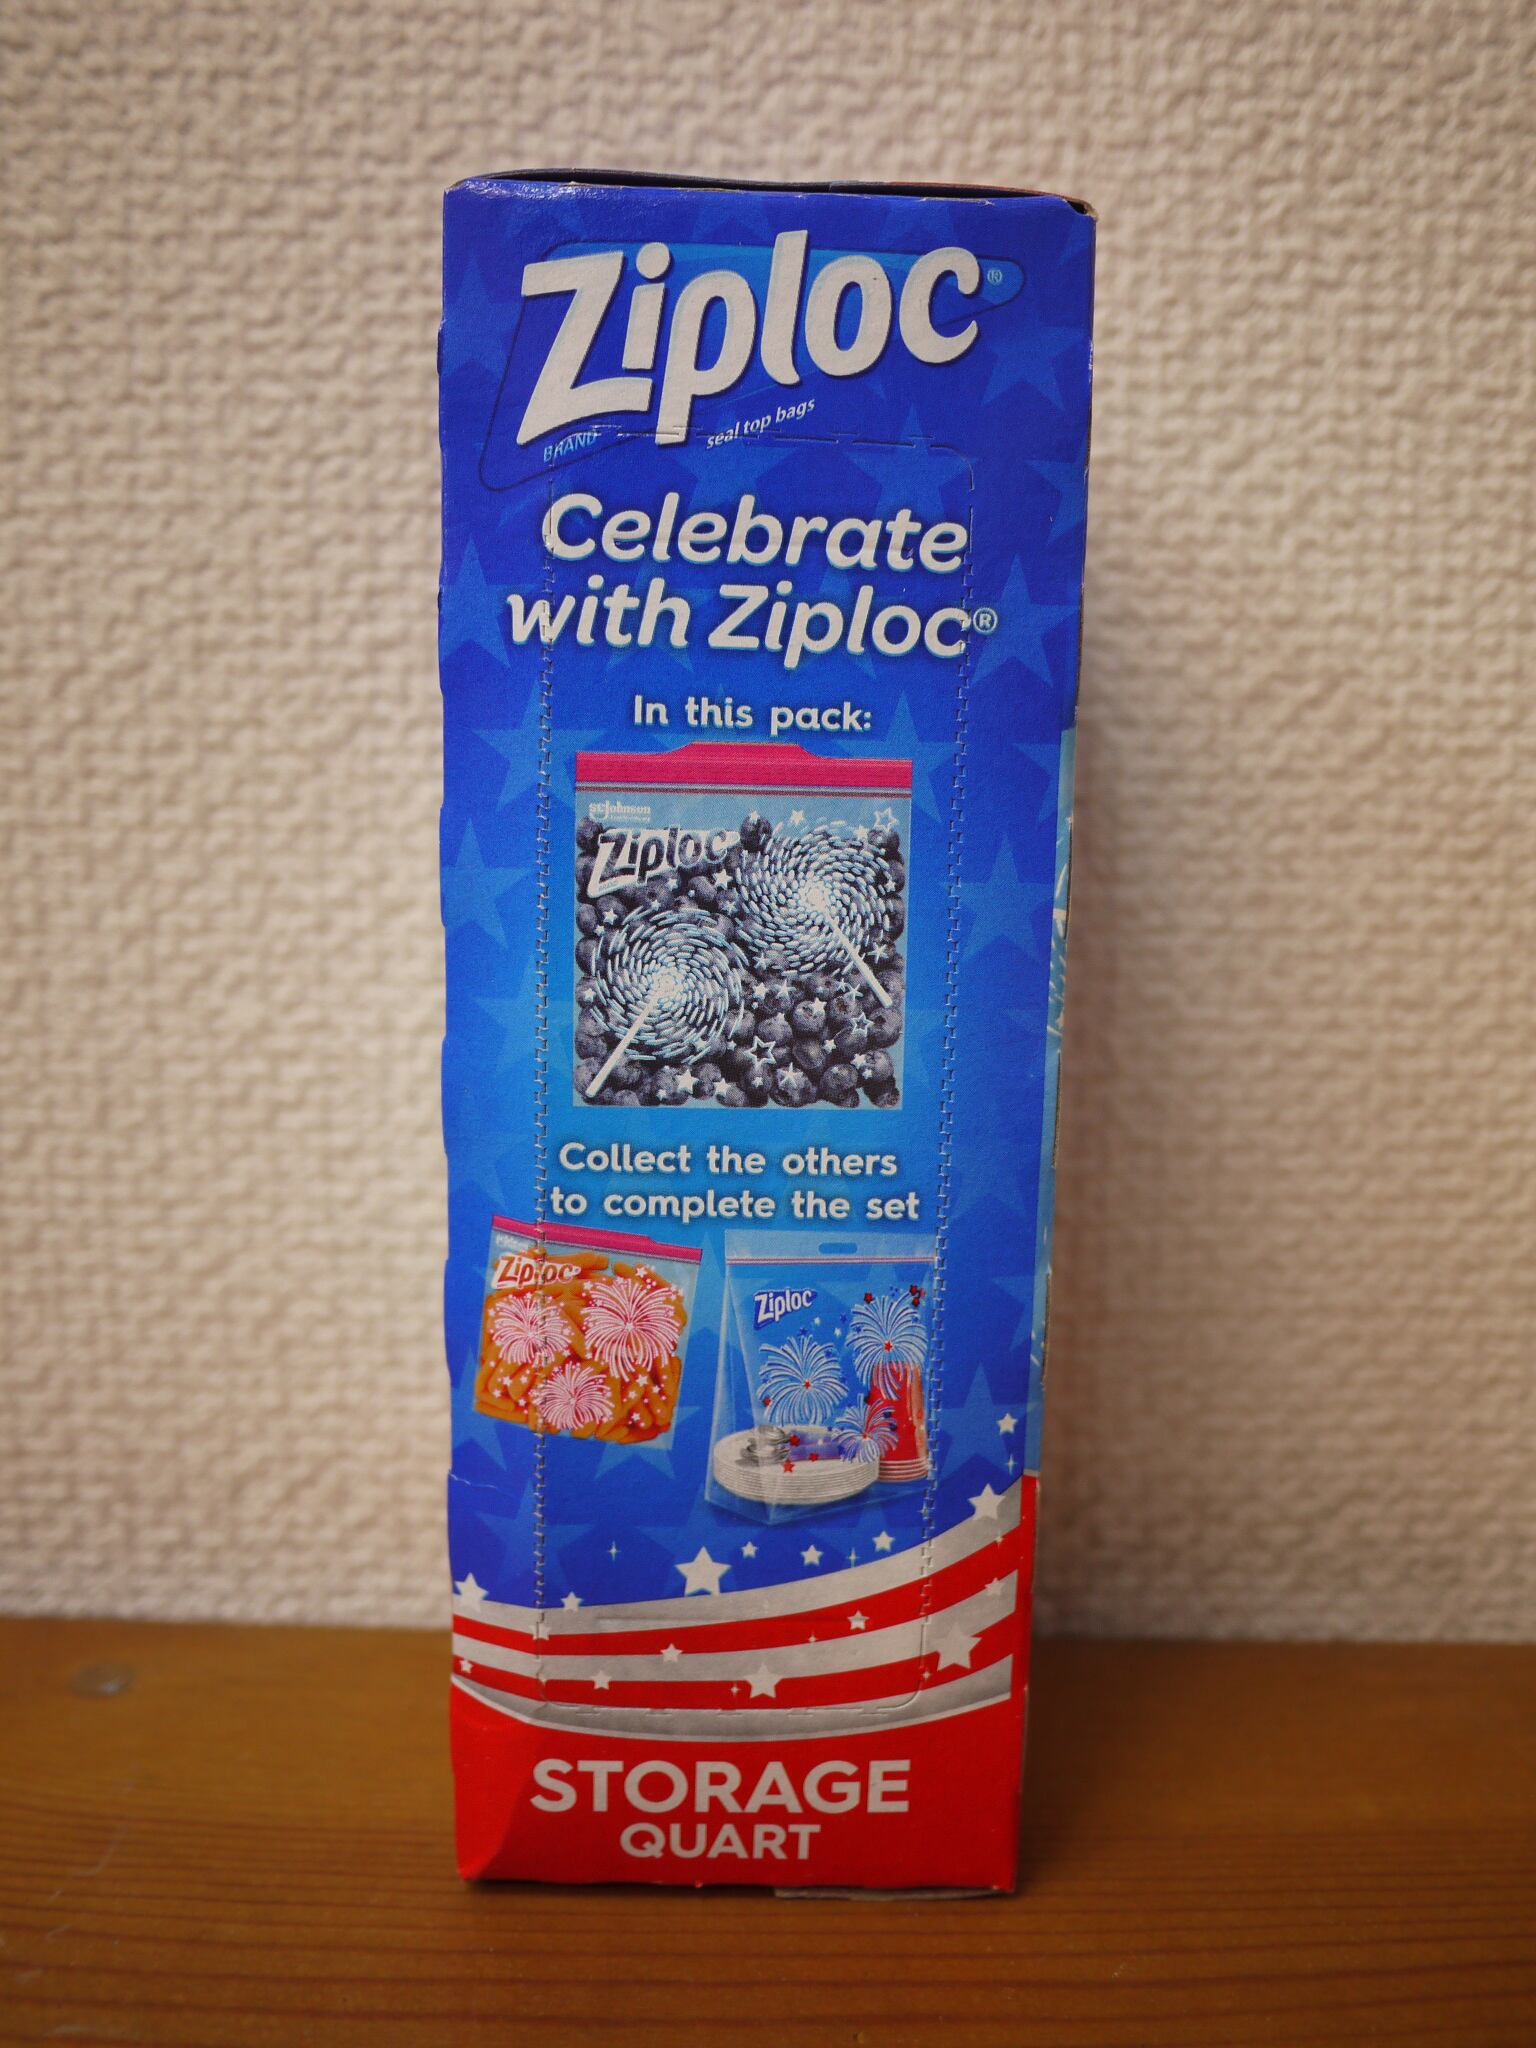 Ziploc®
BRAND
seal top bags
Celebrate
with Ziploc®
In this pack:
scjohnson
Ziploc
Collect the others
to complete the set
Ziploc
Ziploc
STORAGE
QUART